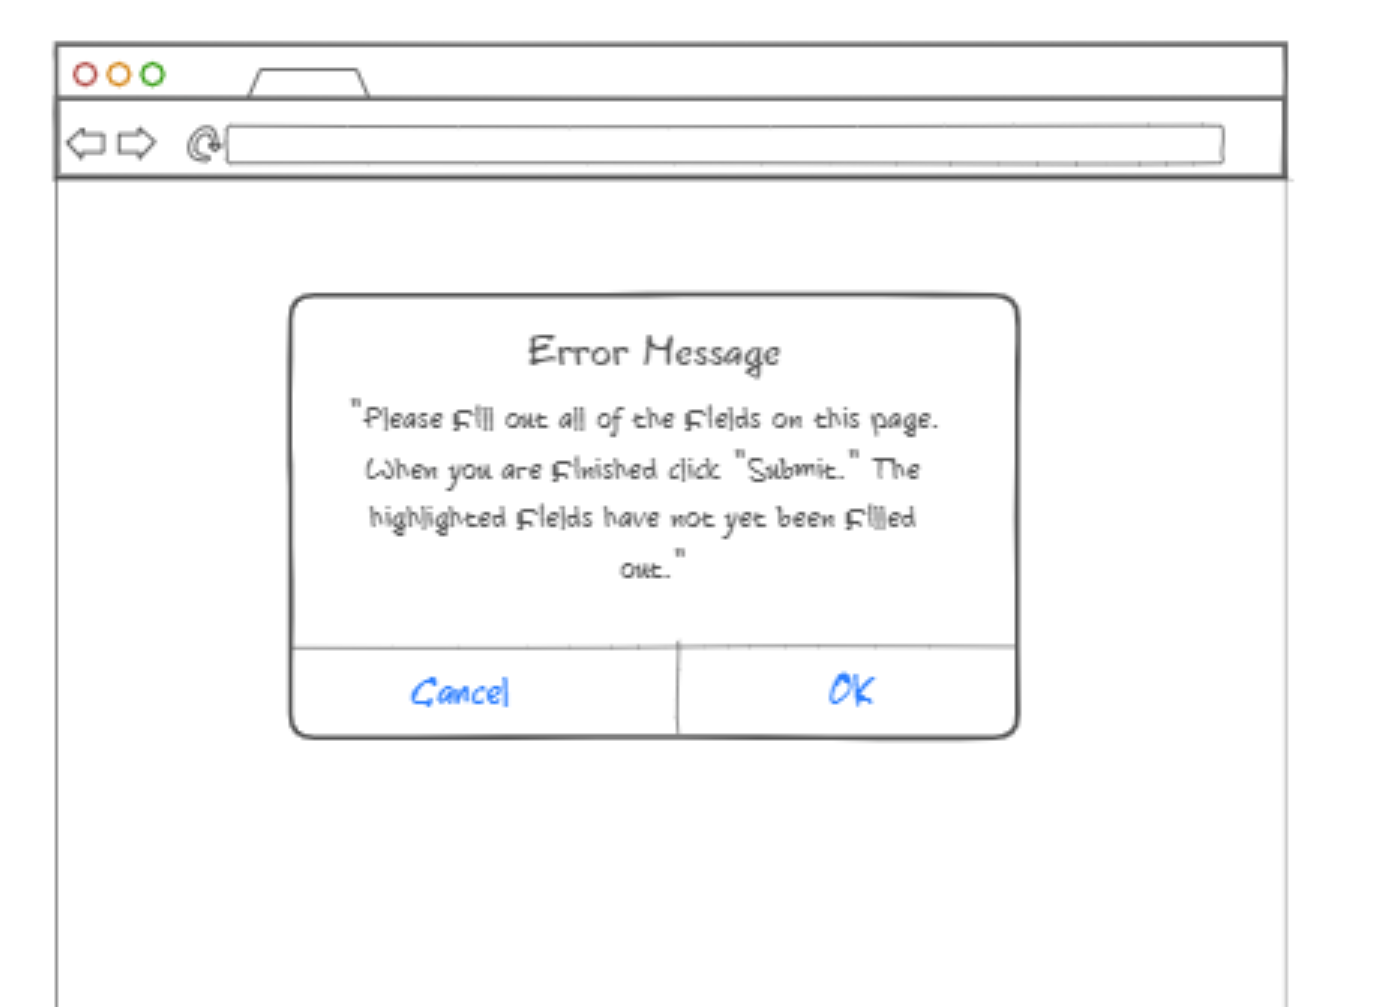 Error Message
"Please fill out all of the fields on this page.
When you are finished click "Submit." The
highlighted fields have not yet been filled
out."
Cancel
OK